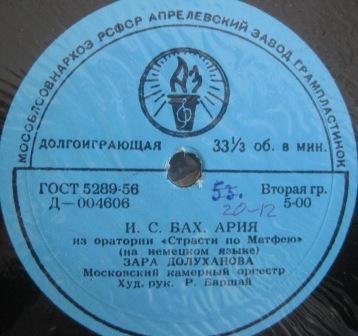 МОСОБЛСОВНАРХОЗ РСФСР АПРЕЛЕВСКИЙ ЗАВОД ГРАМПЛАСТИНОК
АЗ
ДОЛГОИГРАЮЩАЯ 33⅓ об. в мин.
ГОСТ 5289-56 Вторая гр.
Д—004606 5-00
20-12
И. С. БАХ. АРИЯ
из оратории «Страсти по Матфею»
(на немецком языке)
ЗАРА ДОЛУХАНОВА
Московский камерный оркестр
Худ. рук. Р. Баршай